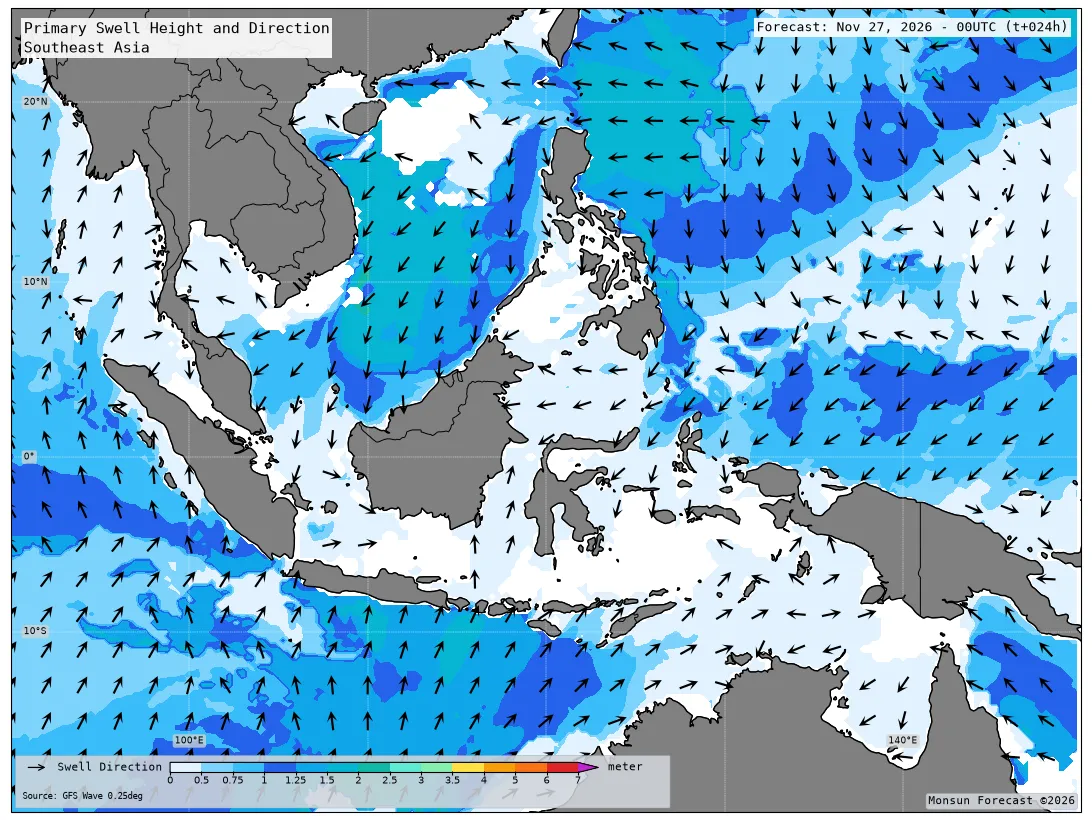 Primary Swell Height and Direction
Southeast Asia
Forecast: Nov 27, 2026 - 00UTC (t+024h)
20°N
10°N
0°
10°S
100°E
140°E
Swell Direction
0 0.5 0.75 1 1.25 1.5 2 2.5 3 3.5 4 5 6 7
meter
Source: GFS Wave 0.25deg
Monsun Forecast ©2026